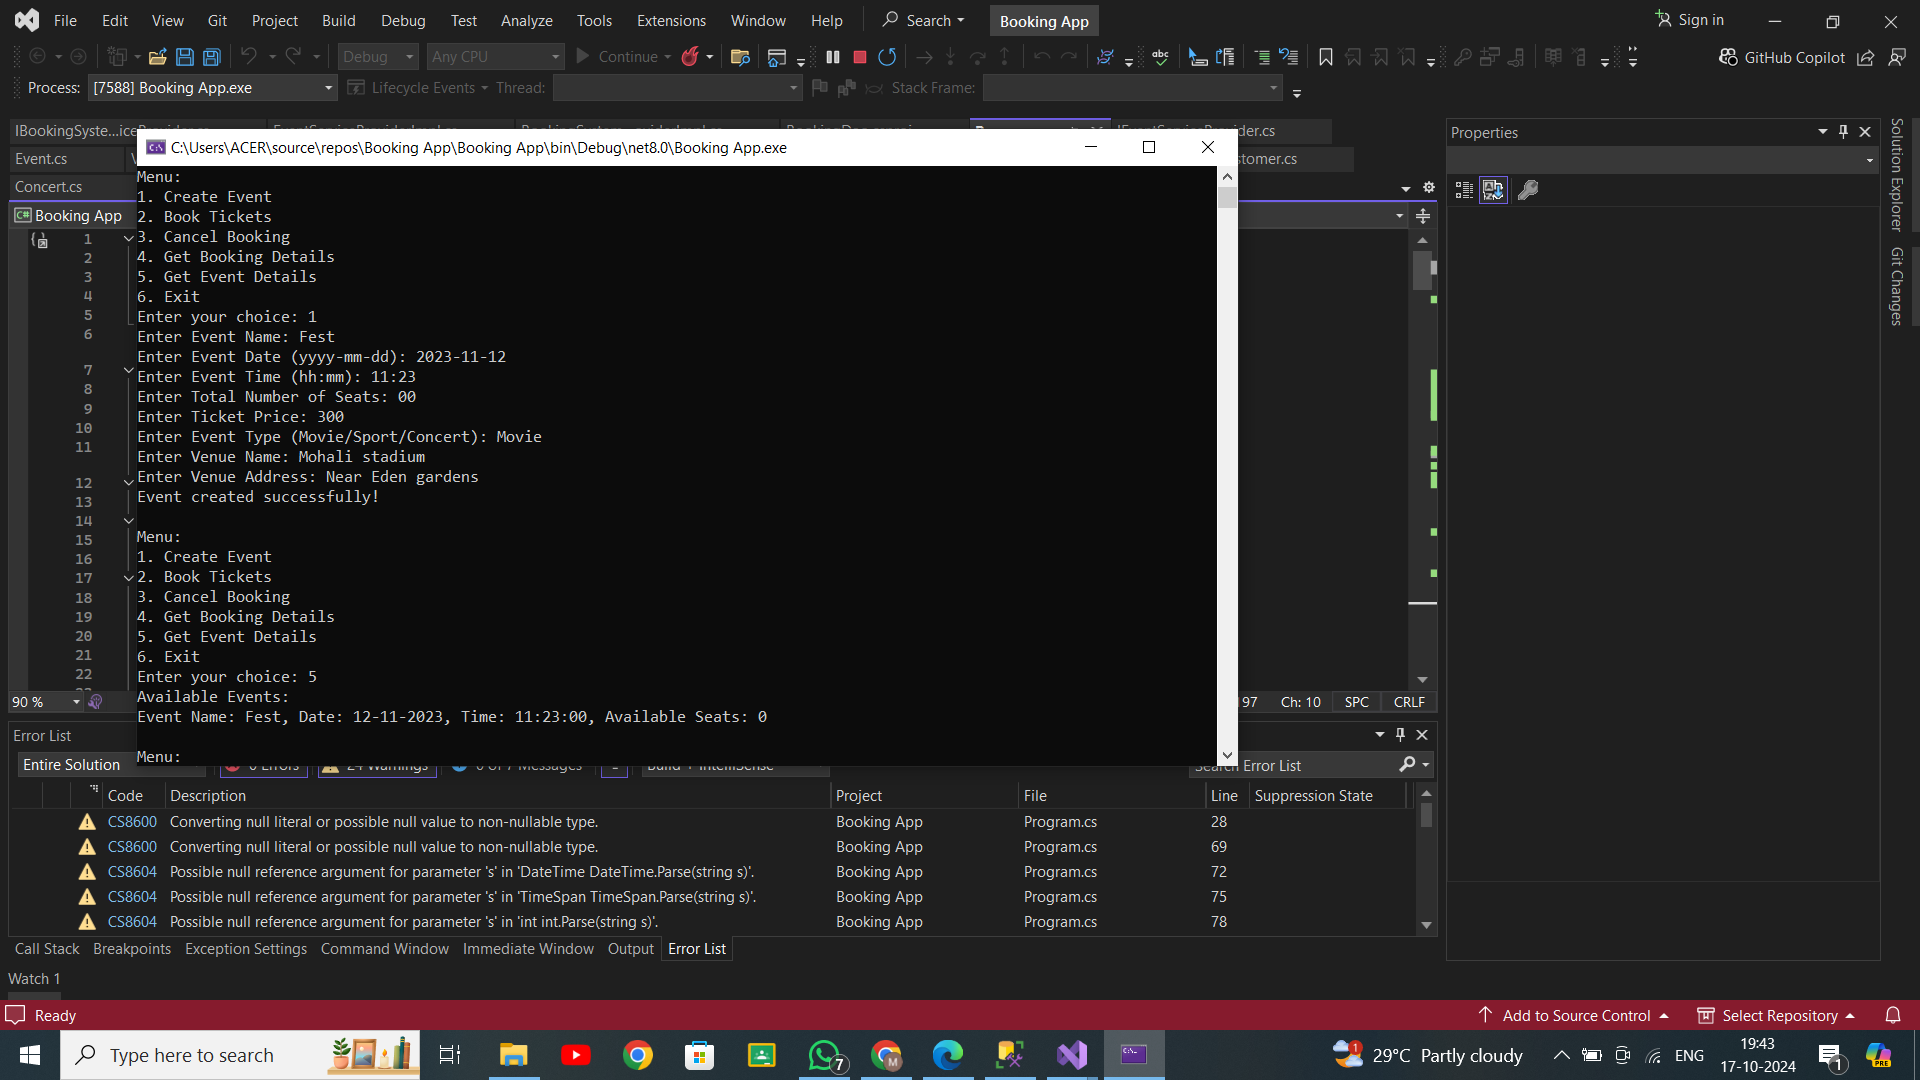 File Edit View Git Project Build Debug Test Analyze Tools Extensions Window Help Search Booking App Sign in
Debug Any CPU Continue GitHub Copilot
Process: [7588] Booking App.exe Lifecycle Events Thread: Stack Frame:
Event.cs
Concert.cs
Booking App
Properties
Solution Explorer
Git Changes
1
2
3
4
5
6
7
8
9
10
11
12
13
14
15
16
17
18
19
20
21
22
C:\Users\ACER\source\repos\Booking App\Booking App\bin\Debug\net8.0\Booking App.exe
Menu:
1. Create Event
2. Book Tickets
3. Cancel Booking
4. Get Booking Details
5. Get Event Details
6. Exit
Enter your choice: 1
Enter Event Name: Fest
Enter Event Date (yyyy-mm-dd): 2023-11-12
Enter Event Time (hh:mm): 11:23
Enter Total Number of Seats: 00
Enter Ticket Price: 300
Enter Event Type (Movie/Sport/Concert): Movie
Enter Venue Name: Mohali stadium
Enter Venue Address: Near Eden gardens
Event created successfully!
Menu:
1. Create Event
2. Book Tickets
3. Cancel Booking
4. Get Booking Details
5. Get Event Details
6. Exit
Enter your choice: 5
Available Events:
Event Name: Fest, Date: 12-11-2023, Time: 11:23:00, Available Seats: 0
Menu:
90 % Ch: 10 SPC CRLF
Error List
Entire Solution Search Error List
Code Description Project File Line Suppression State
CS8600 Converting null literal or possible null value to non-nullable type. Booking App Program.cs 28
CS8600 Converting null literal or possible null value to non-nullable type. Booking App Program.cs 69
CS8604 Possible null reference argument for parameter 's' in 'DateTime DateTime.Parse(string s)'. Booking App Program.cs 72
CS8604 Possible null reference argument for parameter 's' in 'TimeSpan TimeSpan.Parse(string s)'. Booking App Program.cs 75
CS8604 Possible null reference argument for parameter 's' in 'int int.Parse(string s)'. Booking App Program.cs 78
Call Stack Breakpoints Exception Settings Command Window Immediate Window Output Error List
Watch 1
Ready Add to Source Control Select Repository
Type here to search 7 M 1 29°C Partly cloudy ENG 19:43 1 PRE
17-10-2024